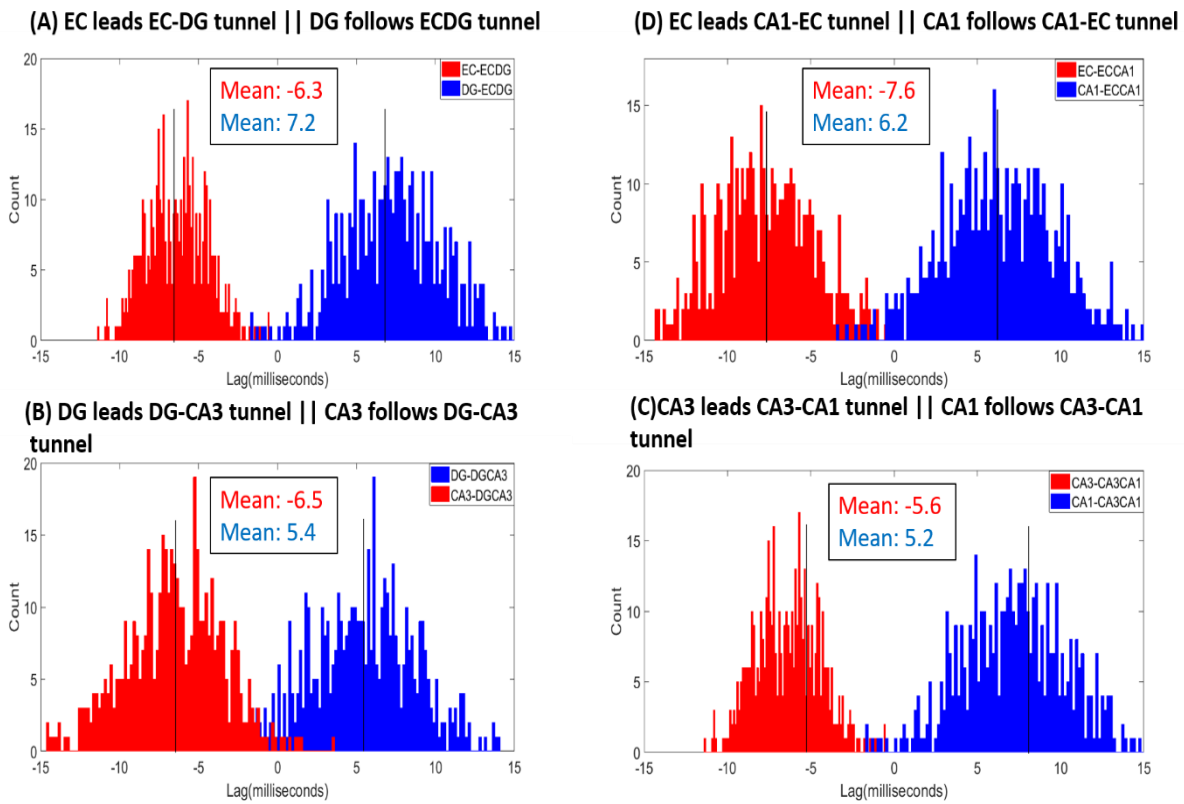 (A) EC leads EC-DG tunnel || DG follows ECDG tunnel
20
15
10
5
0
Count
Mean: -6.3
Mean: 7.2
EC-ECDG
DG-ECDG
-15 -10 -5 0 5 10 15
Lag(milliseconds)
(D) EC leads CA1-EC tunnel || CA1 follows CA1-EC tunnel
15
10
5
0
Count
Mean: -7.6
Mean: 6.2
EC-ECCA1
CA1-ECCA1
-15 -10 -5 0 5 10 15
Lag(milliseconds)
(B) DG leads DG-CA3 tunnel || CA3 follows DG-CA3
tunnel
20
15
10
5
0
Count
Mean: -6.5
Mean: 5.4
DG-DGCA3
CA3-DGCA3
-15 -10 -5 0 5 10 15
Lag(milliseconds)
(C)CA3 leads CA3-CA1 tunnel || CA1 follows CA3-CA1
tunnel
20
15
10
5
0
Count
Mean: -5.6
Mean: 5.2
CA3-CA3CA1
CA1-CA3CA1
-15 -10 -5 0 5 10 15
Lag(milliseconds)